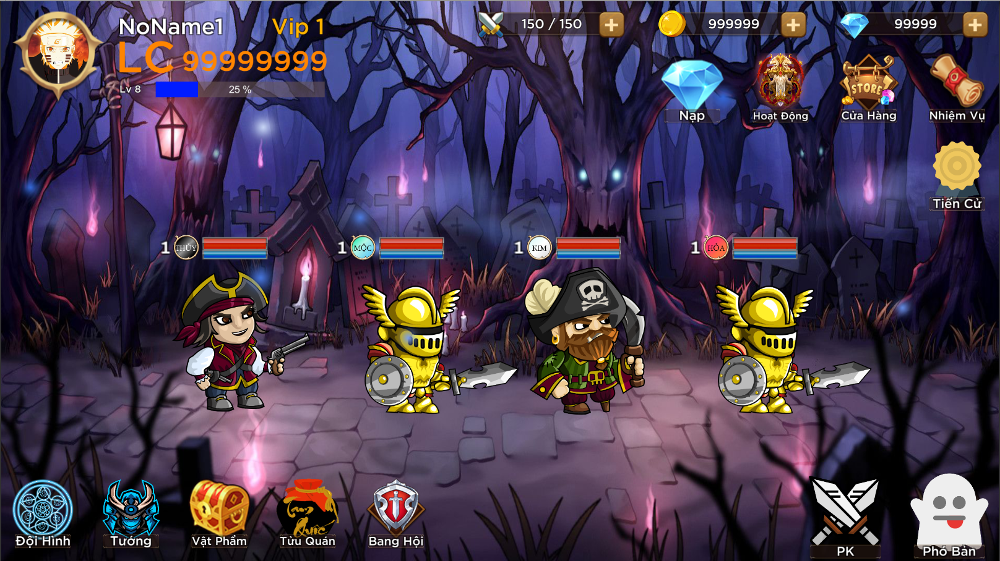 NoName1 Vip 1
LC 99999999
Lv 8 25 %
150 / 150
999999
99999
Nạp
Hoạt Động
STORE
Cửa Hàng
Nhiệm Vụ
Tiến Cử
1 THỦY
1 MỘC
1 KIM
1 HỎA
Đội Hình
Tướng
Vật Phẩm
Tam Quốc
Tửu Quán
Bang Hội
PK
Phó Bản